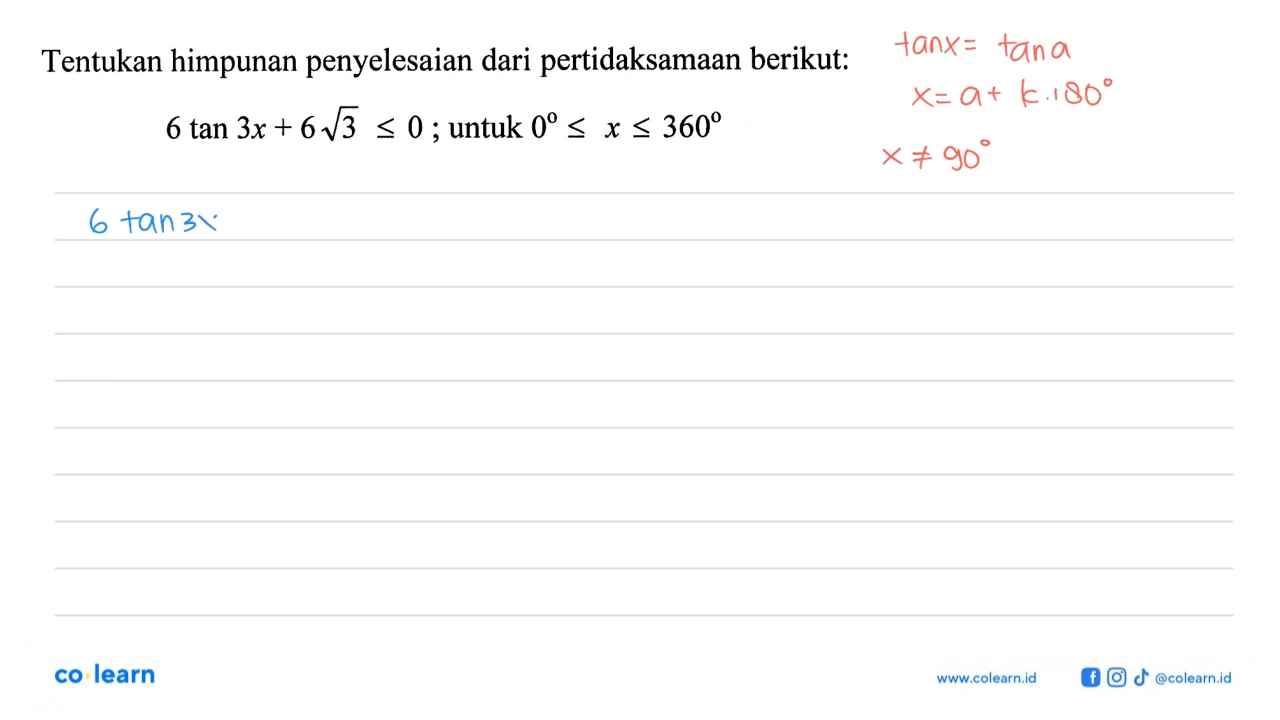 Tentukan himpunan penyelesaian dari pertidaksamaan berikut:
6 tan 3x + 6√3 ≤ 0 ; untuk 0° ≤ x ≤ 360°
tan x = tan a
x = a + k.180°
x ≠ 90°
6 tan 3x
co learn
www.colearn.id
@colearn.id